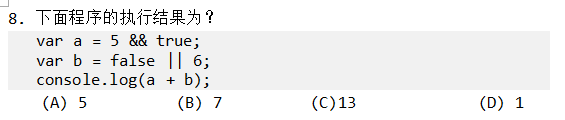 8. 下面程序的执行结果为?
var a = 5 && true;
var b = false || 6;
console.log(a + b);
(A) 5 (B) 7 (C)13 (D) 1